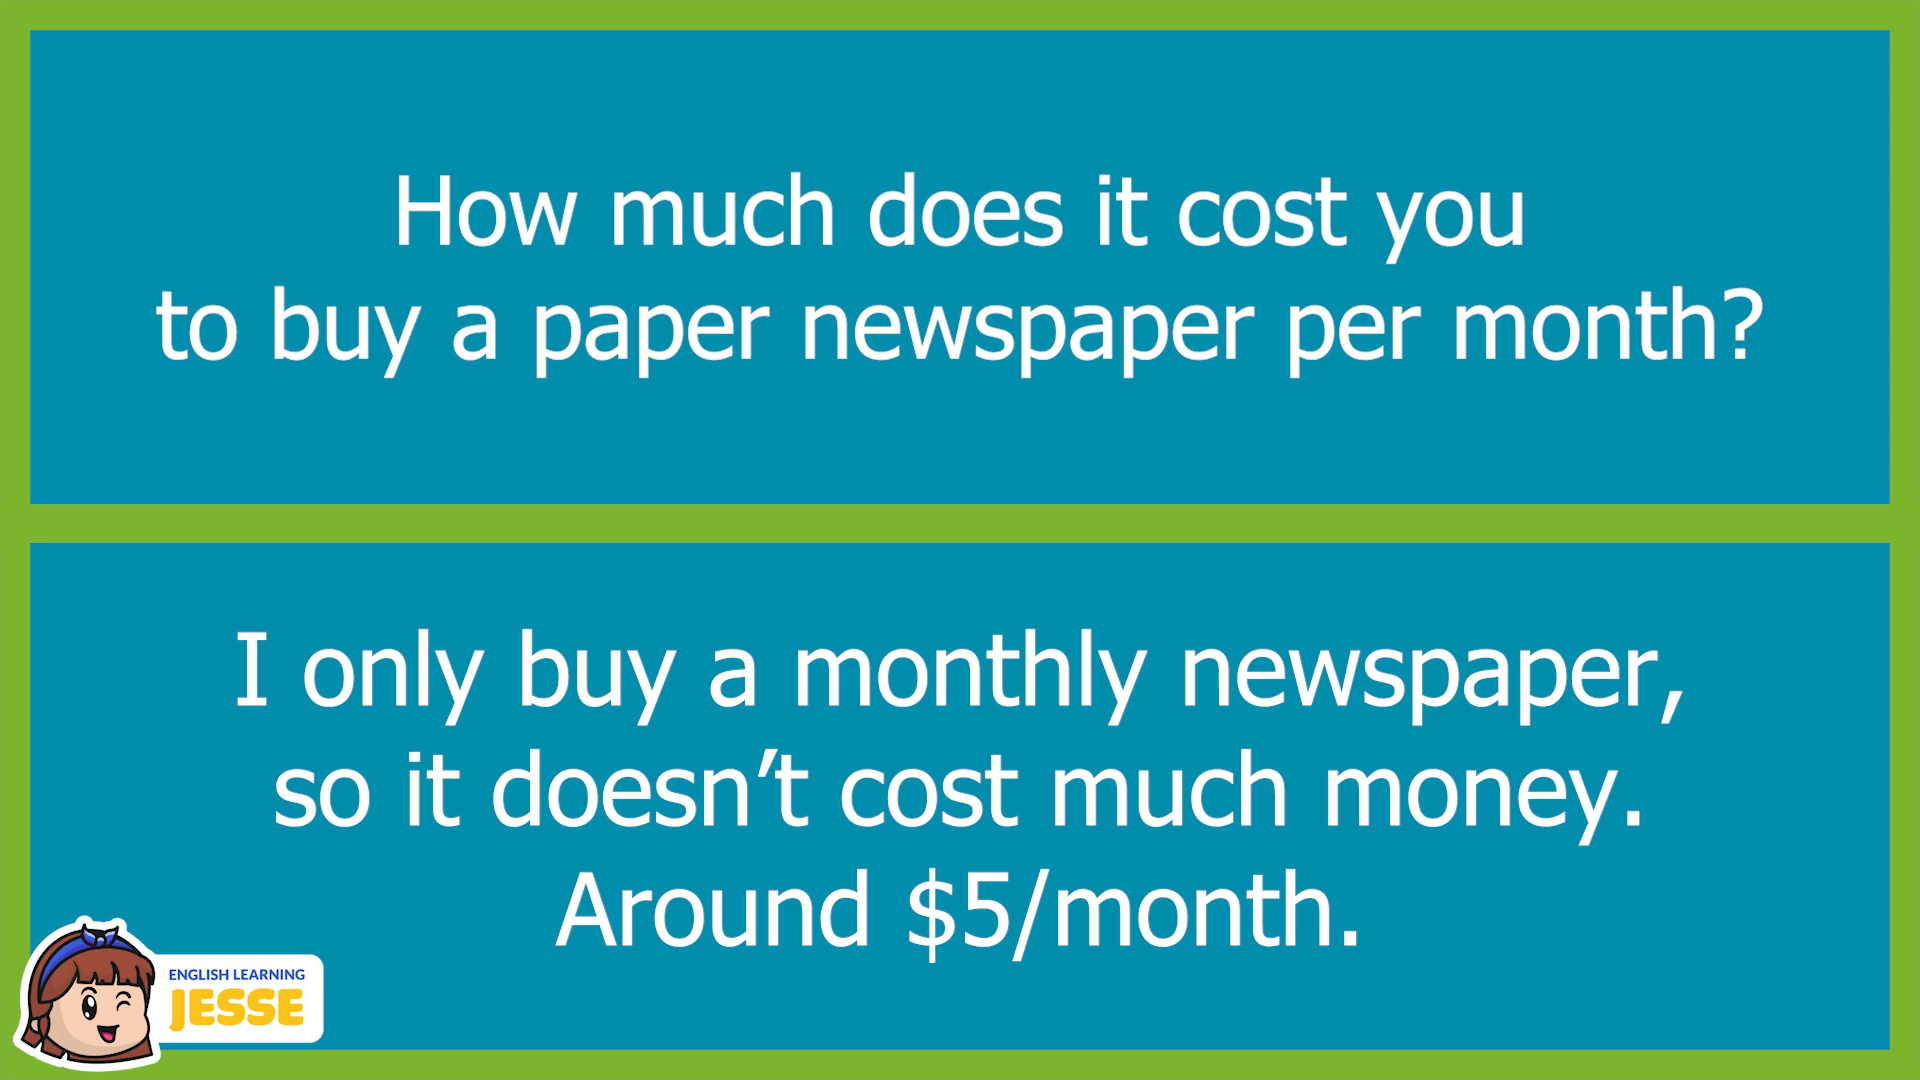 How much does it cost you
to buy a paper newspaper per month?
I only buy a monthly newspaper,
so it doesn’t cost much money.
Around $5/month.
ENGLISH LEARNING
JESSE